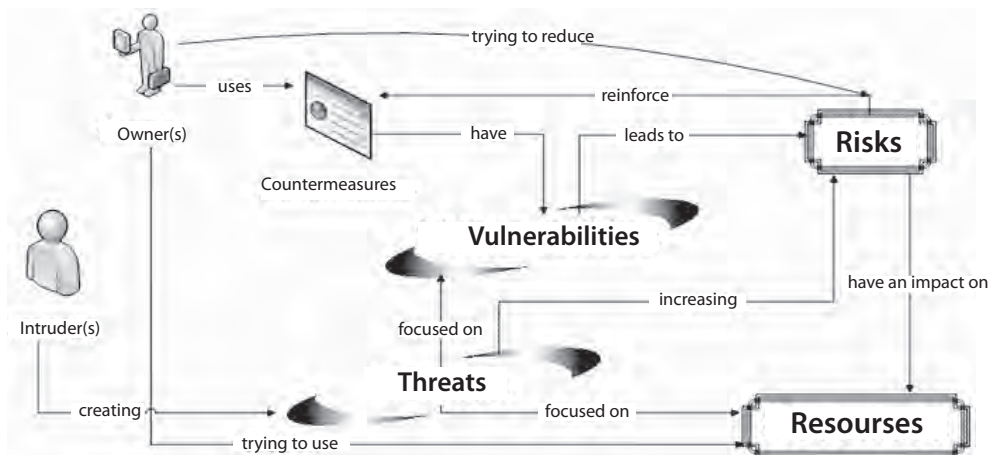 trying to reduce
uses
reinforce
Owner(s)
have
leads to
Risks
Countermeasures
Vulnerabilities
have an impact on
increasing
Intruder(s)
focused on
Threats
creating
focused on
Resourses
trying to use